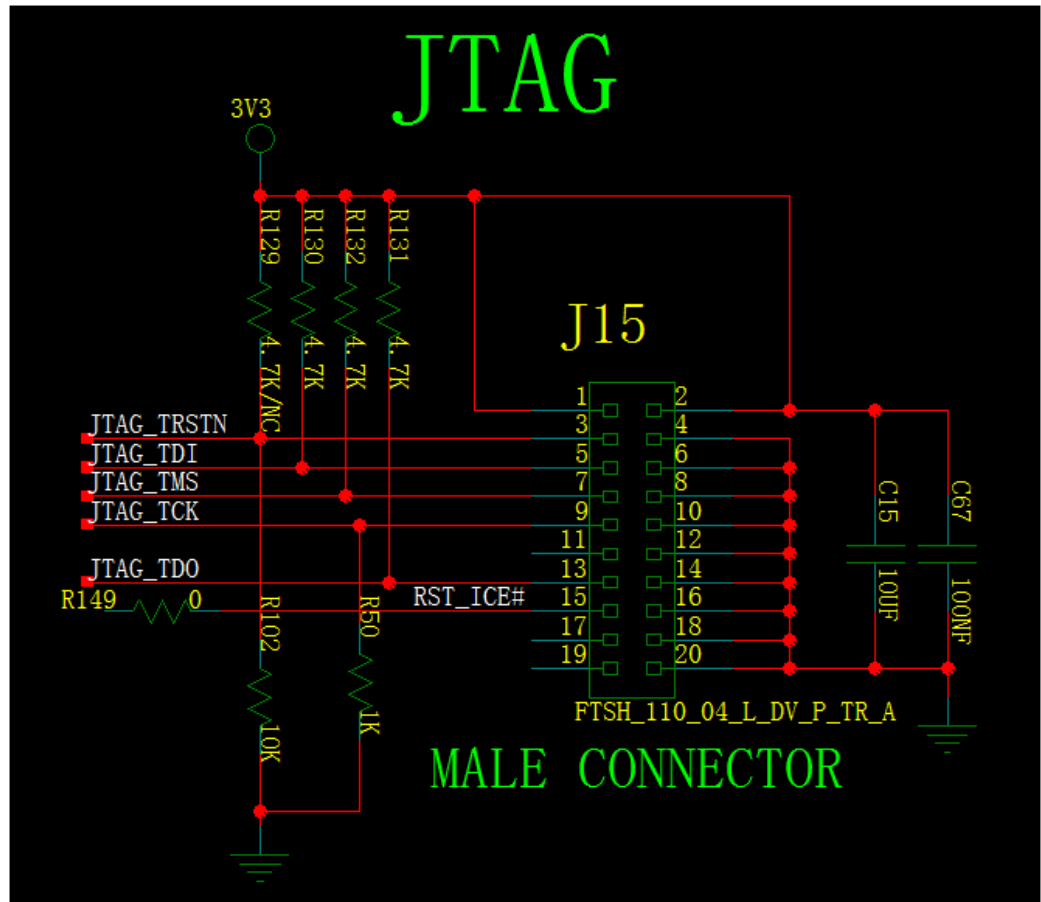 JTAG
3V3
R129
R130
R132
R131
4.7K/NC
4.7K
4.7K
4.7K
J15
1 2
3 4
5 6
7 8
9 10
11 12
13 14
15 16
17 18
19 20
JTAG_TRSTN
JTAG_TDI
JTAG_TMS
JTAG_TCK
JTAG_TDO
R149 0
RST_ICE#
R102
10K
R50
1K
C15
10UF
C67
100NF
FTSH_110_04_L_DV_P_TR_A
MALE CONNECTOR